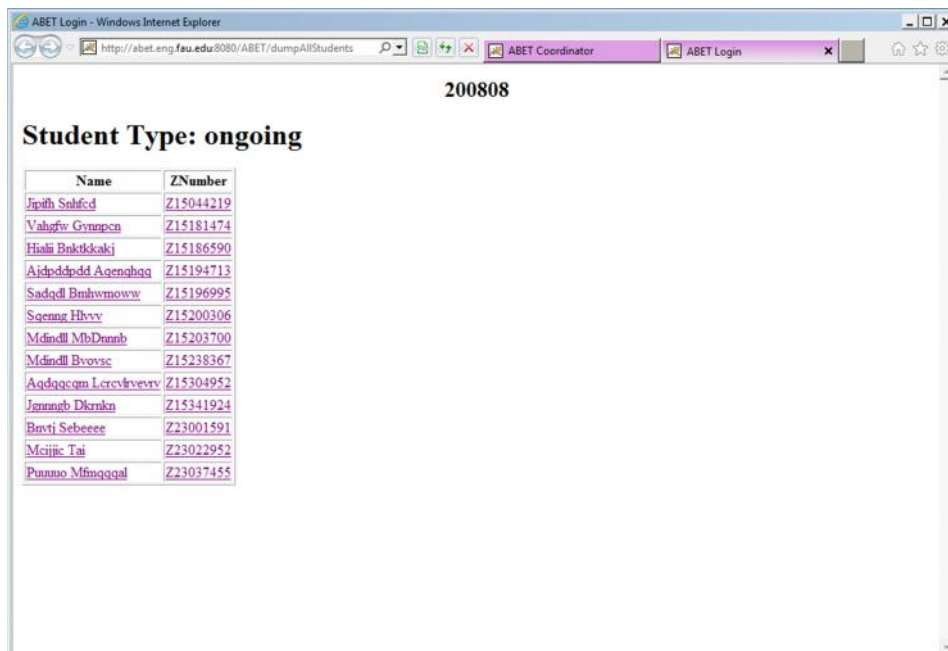 ABET Login - Windows Internet Explorer
http://abet.eng.fau.edu:8080/ABET/dumpAllStudents ABET Coordinator ABET Login
200808
Student Type: ongoing
Name ZNumber
Jipifh Snhfcd Z15044219
Vahgfw Gynnpcn Z15181474
Hialii Bnktkkakj Z15186590
Ajdpddpdd Aqenqhqq Z15194713
Sadqdl Bmhwmoww Z15196995
Sqenng Hlvvv Z15200306
Mdindll MbDnnnb Z15203700
Mdindll Bvovsc Z15238367
Aqdqqcqm Lcrcvlrvevrv Z15304952
Jgnnngb Dkrnkn Z15341924
Bnvtj Sebeeee Z23001591
Mcijjic Tai Z23022952
Puuuuo Mfmqqqal Z23037455